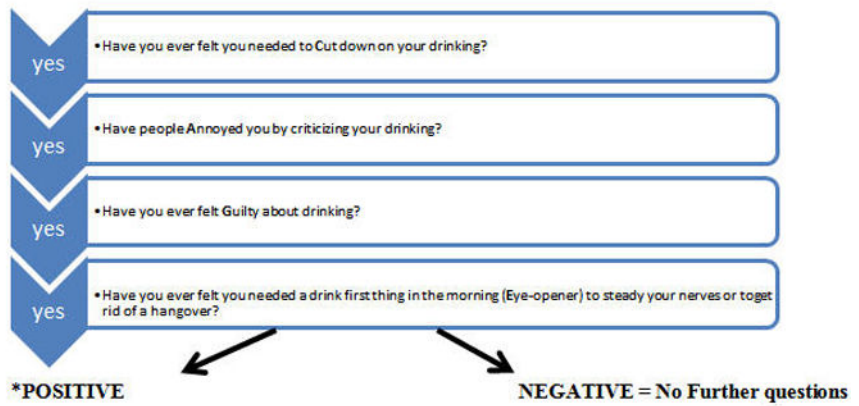 yes
• Have you ever felt you needed to Cut down on your drinking?
yes
• Have people Annoyed you by criticizing your drinking?
yes
• Have you ever felt Guilty about drinking?
yes
• Have you ever felt you needed a drink first thing in the morning (Eye-opener) to steady your nerves or toget
rid of a hangover?
*POSITIVE
NEGATIVE = No Further questions